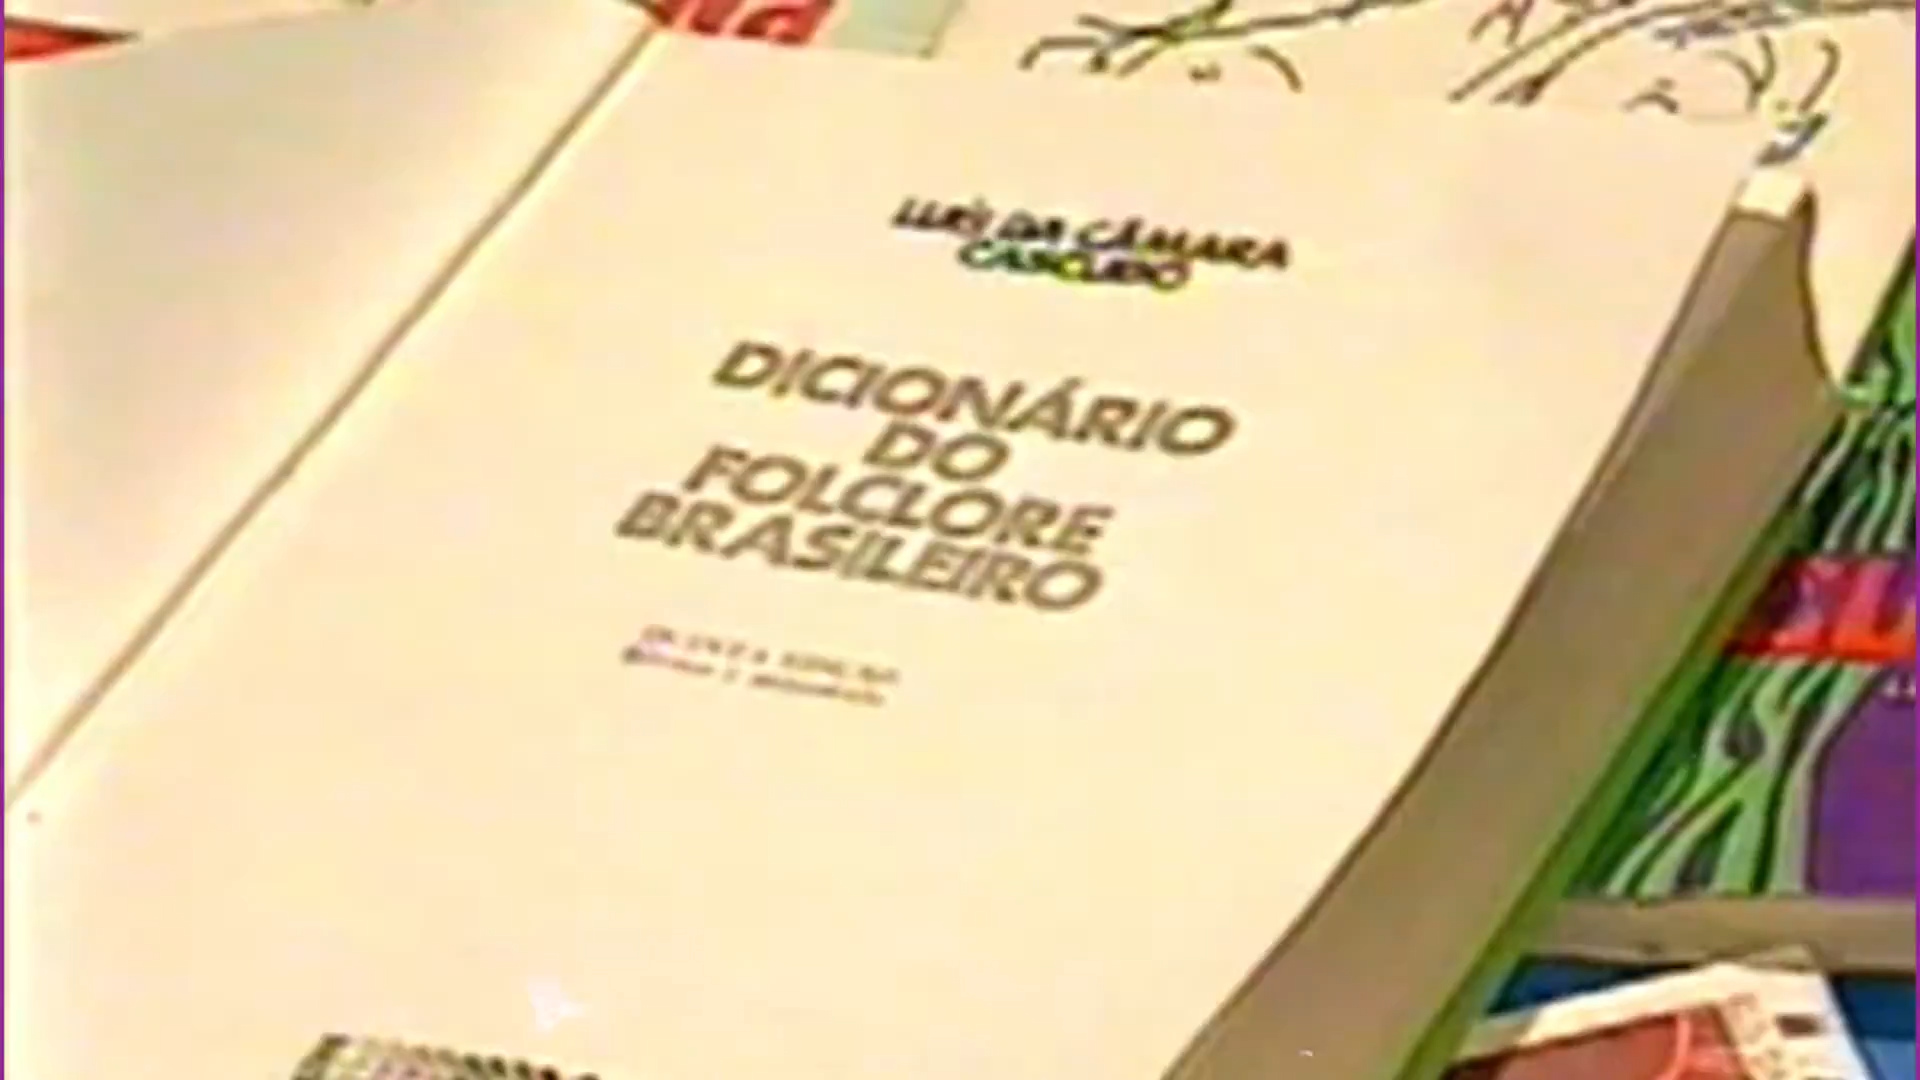 LUÍS DA CÂMARA
CASCUDO
DICIONÁRIO
DO
FOLCLORE
BRASILEIRO